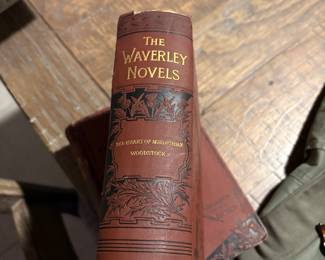 THE
WAVERLEY
NOVELS
THE HEART OF MIDLOTHIAN
WOODSTOCK